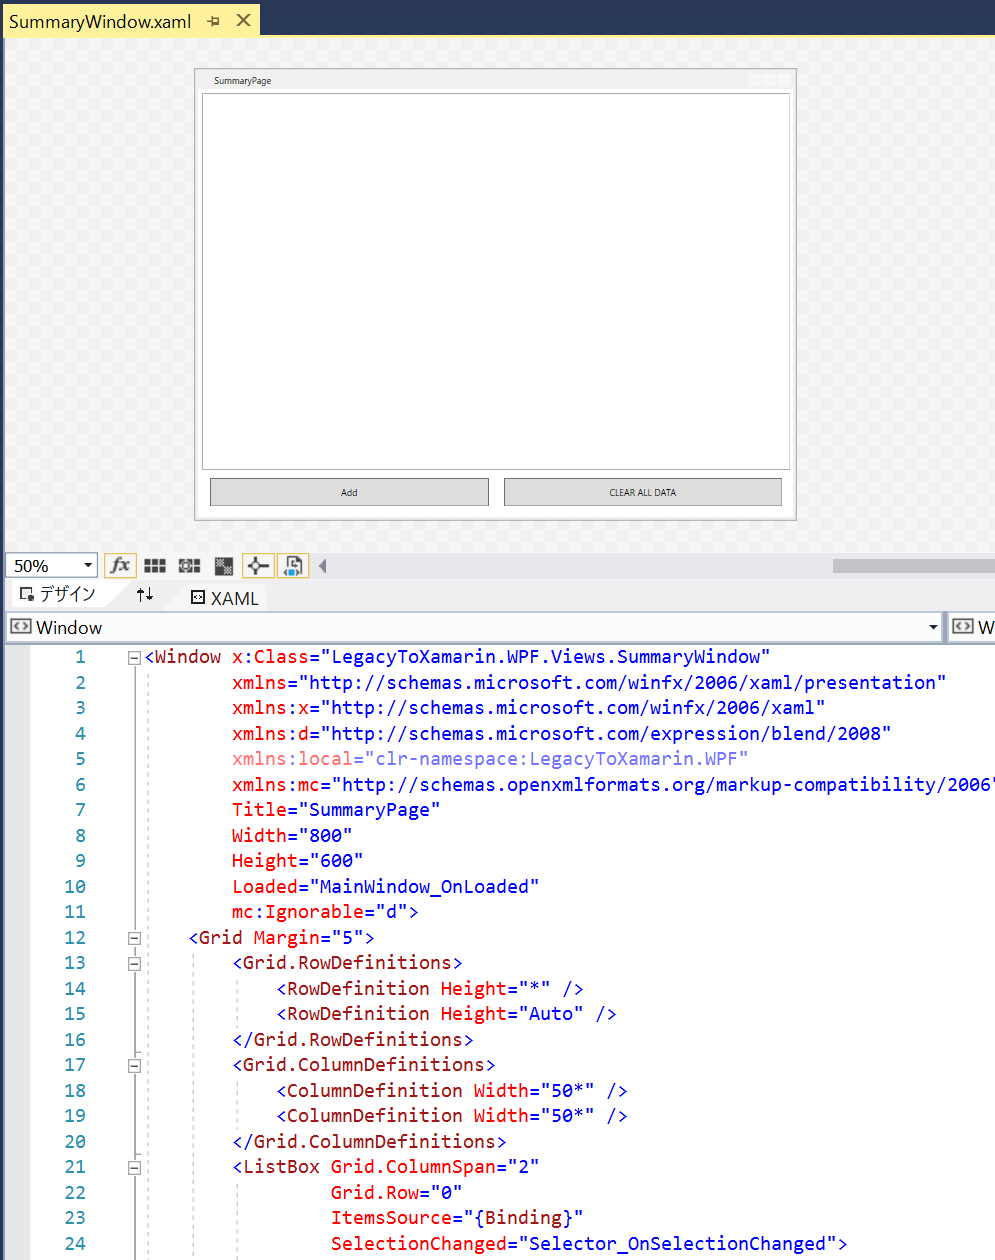 SummaryWindow.xaml
SummaryPage
Add
CLEAR ALL DATA
50%
fx
デザイン
XAML
Window
W
1 <Window x:Class="LegacyToXamarin.WPF.Views.SummaryWindow"
2 xmlns="http://schemas.microsoft.com/winfx/2006/xaml/presentation"
3 xmlns:x="http://schemas.microsoft.com/winfx/2006/xaml"
4 xmlns:d="http://schemas.microsoft.com/expression/blend/2008"
5 xmlns:local="clr-namespace:LegacyToXamarin.WPF"
6 xmlns:mc="http://schemas.openxmlformats.org/markup-compatibility/2006"
7 Title="SummaryPage"
8 Width="800"
9 Height="600"
10 Loaded="MainWindow_OnLoaded"
11 mc:Ignorable="d">
12 <Grid Margin="5">
13 <Grid.RowDefinitions>
14 <RowDefinition Height="*" />
15 <RowDefinition Height="Auto" />
16 </Grid.RowDefinitions>
17 <Grid.ColumnDefinitions>
18 <ColumnDefinition Width="50*" />
19 <ColumnDefinition Width="50*" />
20 </Grid.ColumnDefinitions>
21 <ListBox Grid.ColumnSpan="2"
22 Grid.Row="0"
23 ItemsSource="{Binding}"
24 SelectionChanged="Selector_OnSelectionChanged">